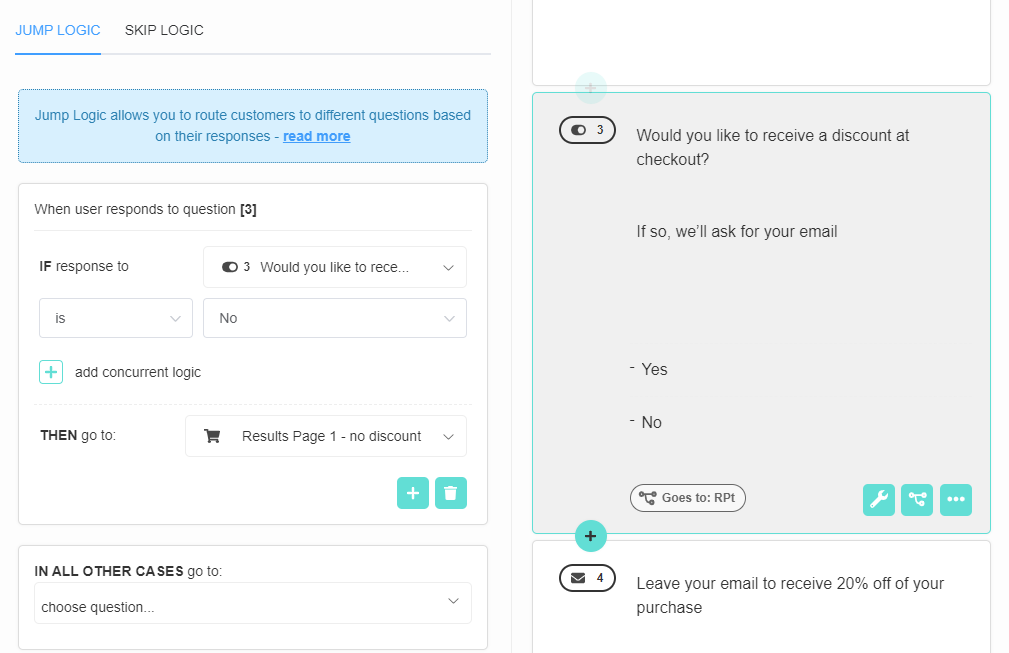 JUMP LOGIC SKIP LOGIC
Jump Logic allows you to route customers to different questions based
on their responses - read more
When user responds to question [3]
IF response to
3 Would you like to rece...
is
No
add concurrent logic
THEN go to:
Results Page 1 - no discount
IN ALL OTHER CASES go to:
choose question...
3
Would you like to receive a discount at
checkout?
If so, we’ll ask for your email
- Yes
- No
Goes to: RPt
4
Leave your email to receive 20% off of your
purchase